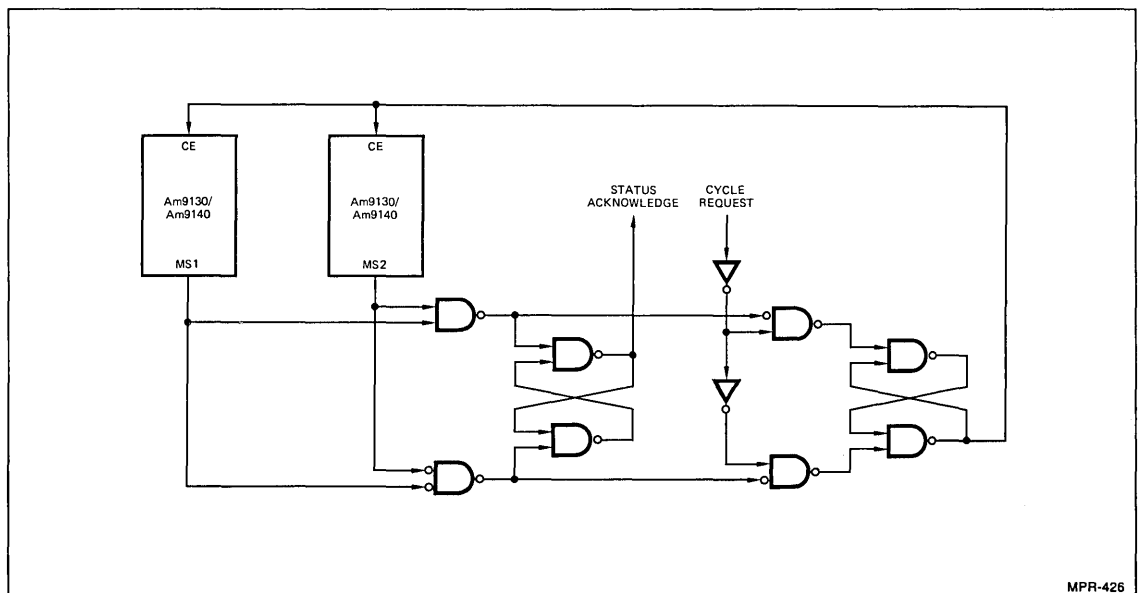 CE
CE
Am9130/
Am9140
Am9130/
Am9140
STATUS
ACKNOWLEDGE
CYCLE
REQUEST
MS1
MS2
MPR-426